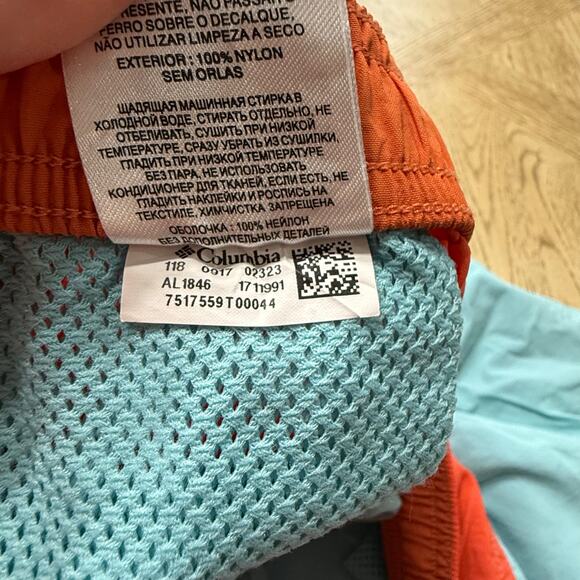 PRESENTE, NÃO PASSAR O
FERRO SOBRE O DECALQUE,
NÃO UTILIZAR LIMPEZA A SECO
EXTERIOR : 100% NYLON
SEM ORLAS
ЩАДЯЩАЯ МАШИННАЯ СТИРКА В
ХОЛОДНОЙ ВОДЕ, СТИРАТЬ ОТДЕЛЬНО, НЕ
ОТБЕЛИВАТЬ, СУШИТЬ ПРИ НИЗКОЙ
ТЕМПЕРАТУРЕ, СРАЗУ УБРАТЬ ИЗ СУШИЛКИ,
ГЛАДИТЬ ПРИ НИЗКОЙ ТЕМПЕРАТУРЕ
БЕЗ ПАРА, НЕ ИСПОЛЬЗОВАТЬ
КОНДИЦИОНЕР ДЛЯ ТКАНЕЙ, ЕСЛИ ЕСТЬ, НЕ
ГЛАДИТЬ НАКЛЕЙКИ И РОСПИСЬ НА
ТЕКСТИЛЕ, ХИМЧИСТКА ЗАПРЕЩЕНА
ОБОЛОЧКА : 100% НЕЙЛОН
БЕЗ ДОПОЛНИТЕЛЬНЫХ ДЕТАЛЕЙ
Columbia
118 0517 02323
AL1846 1711991
7517559T00044